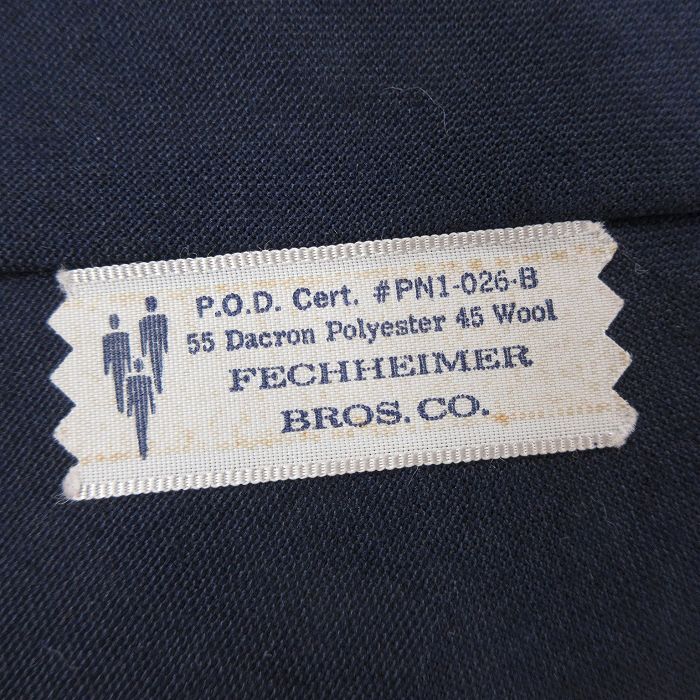 P.O.D. Cert. #PN1-026-B
55 Dacron Polyester 45 Wool
FECHHEIMER
BROS. CO.